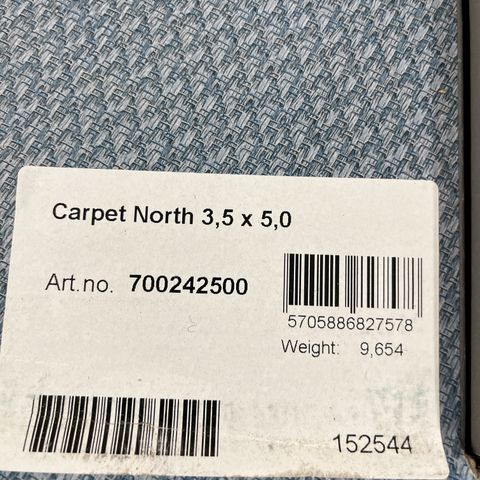 Carpet North 3,5 x 5,0
Art.no. 700242500
5705886827578
Weight: 9,654
152544